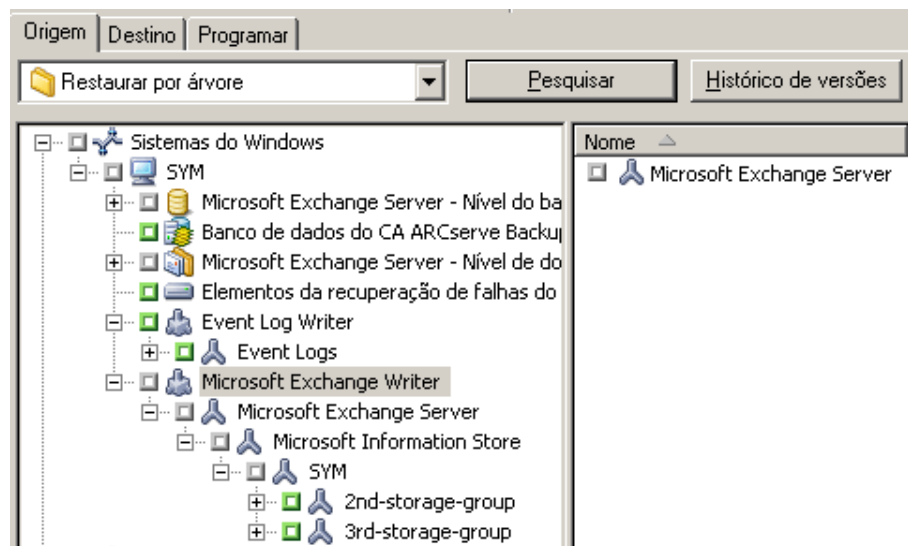 Origem Destino Programar
Restaurar por árvore Pesquisar Histórico de versões
Sistemas do Windows
SYM
Microsoft Exchange Server - Nível do ba
Banco de dados do CA ARCserve Backup
Microsoft Exchange Server - Nível de do
Elementos da recuperação de falhas do
Event Log Writer
Event Logs
Microsoft Exchange Writer
Microsoft Exchange Server
Microsoft Information Store
SYM
2nd-storage-group
3rd-storage-group
Nome
Microsoft Exchange Server